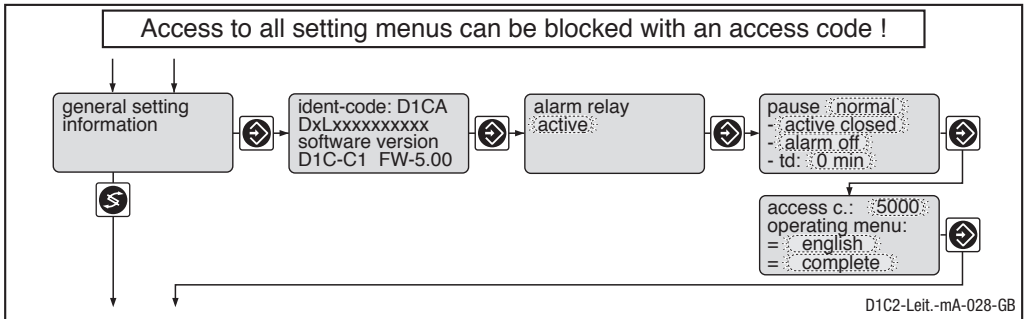 Access to all setting menus can be blocked with an access code !
general setting
information
ident-code: D1CA
DxLxxxxxxxxxx
software version
D1C-C1 FW-5.00
alarm relay
active
pause normal
- active closed
- alarm off
- td: 0 min
access c.: 5000
operating menu:
= english
= complete
D1C2-Leit.-mA-028-GB